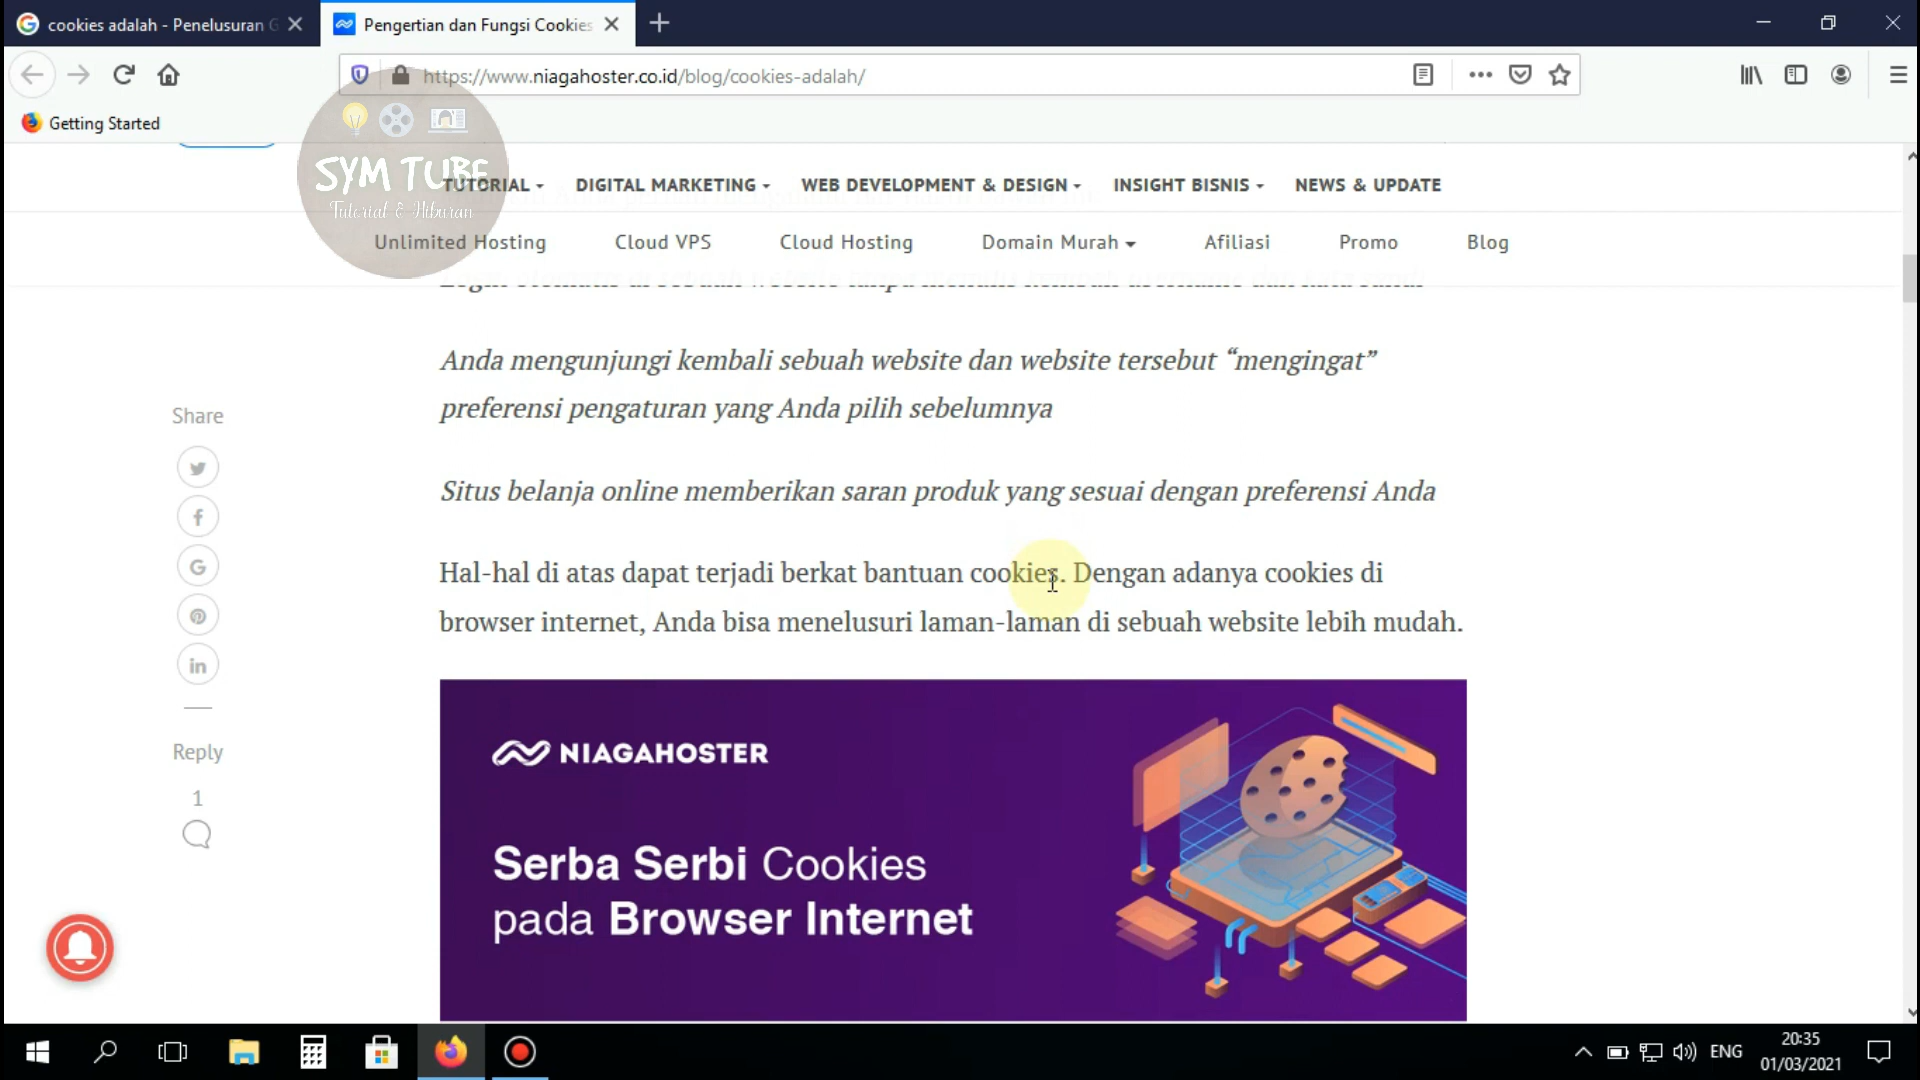 cookies adalah - Penelusuran G
Pengertian dan Fungsi Cookies
https://www.niagahoster.co.id/blog/cookies-adalah/
Getting Started
SYM TUBE
Tutorial & Hiburan
TUTORIAL
DIGITAL MARKETING
WEB DEVELOPMENT & DESIGN
INSIGHT BISNIS
NEWS & UPDATE
Unlimited Hosting
Cloud VPS
Cloud Hosting
Domain Murah
Afiliasi
Promo
Blog
Anda mengunjungi kembali sebuah website dan website tersebut “mengingat”
preferensi pengaturan yang Anda pilih sebelumnya
Situs belanja online memberikan saran produk yang sesuai dengan preferensi Anda
Hal-hal di atas dapat terjadi berkat bantuan cookies. Dengan adanya cookies di
browser internet, Anda bisa menelusuri laman-laman di sebuah website lebih mudah.
Share
Reply
1
NIAGAHOSTER
Serba Serbi Cookies
pada Browser Internet
ENG
20:35
01/03/2021